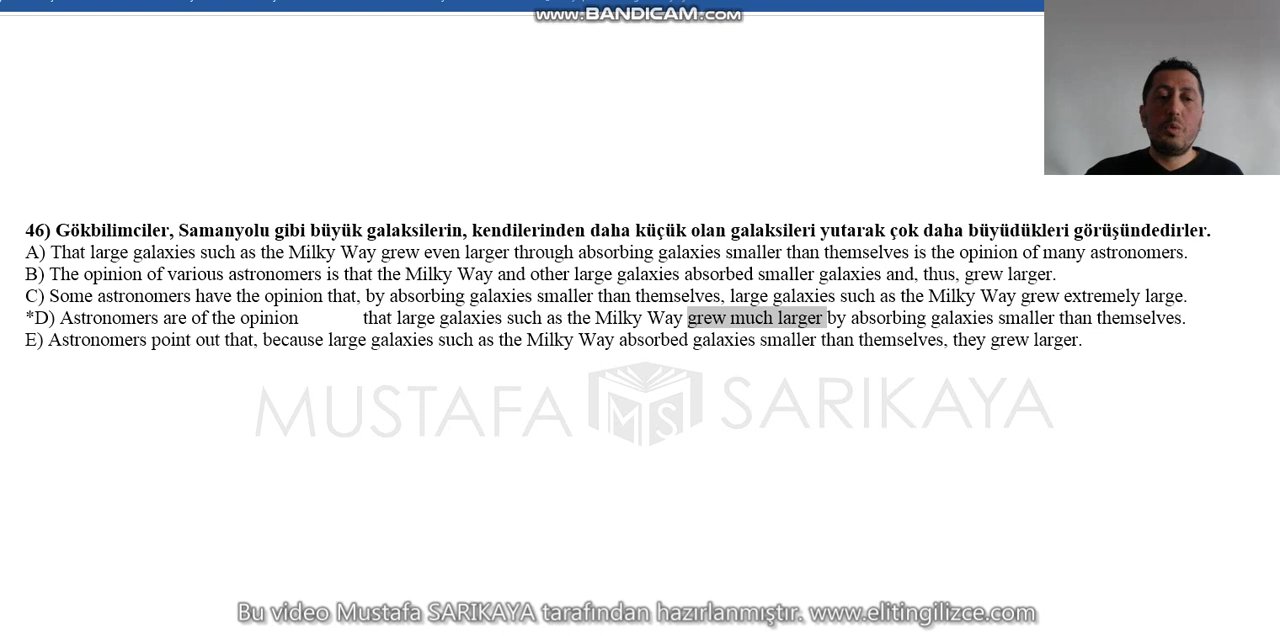 www.BANDICAM.com
46) Gökbilimciler, Samanyolu gibi büyük galaksilerin, kendilerinden daha küçük olan galaksileri yutarak çok daha büyüdükleri görüşündedirler.
A) That large galaxies such as the Milky Way grew even larger through absorbing galaxies smaller than themselves is the opinion of many astronomers.
B) The opinion of various astronomers is that the Milky Way and other large galaxies absorbed smaller galaxies and, thus, grew larger.
C) Some astronomers have the opinion that, by absorbing galaxies smaller than themselves, large galaxies such as the Milky Way grew extremely large.
*D) Astronomers are of the opinion that large galaxies such as the Milky Way grew much larger by absorbing galaxies smaller than themselves.
E) Astronomers point out that, because large galaxies such as the Milky Way absorbed galaxies smaller than themselves, they grew larger.
MUSTAFA MS SARIKAYA
Bu video Mustafa SARIKAYA tarafından hazırlanmıştır. www.elitingilizce.com